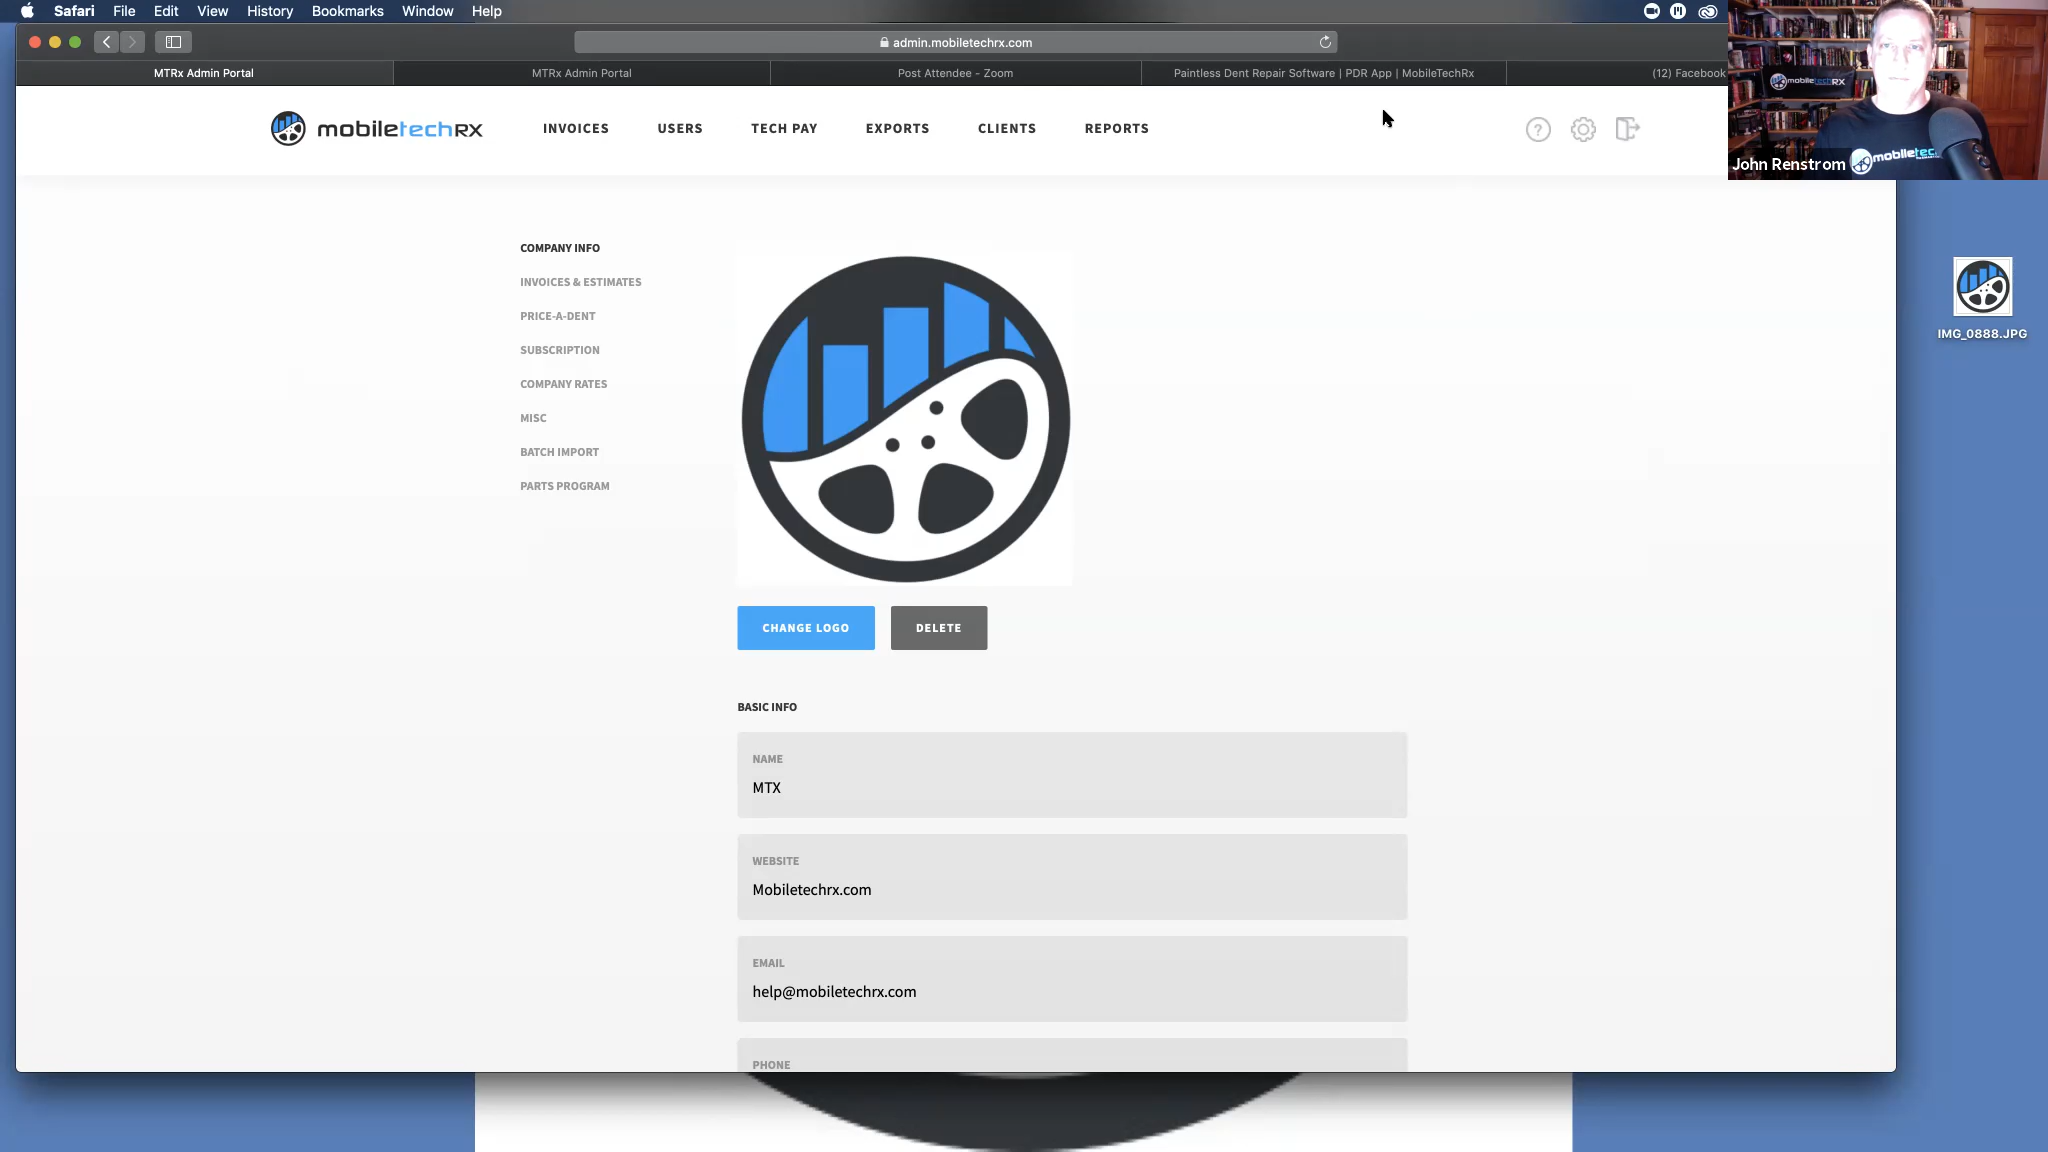 Safari File Edit View History Bookmarks Window Help
admin.mobiletechrx.com
MTRx Admin Portal
MTRx Admin Portal
Post Attendee - Zoom
Paintless Dent Repair Software | PDR App | MobileTechRx
(12) Facebook
mobiletechRX
INVOICES
USERS
TECH PAY
EXPORTS
CLIENTS
REPORTS
?
mobiletechRX
mobiletec
John Renstrom
COMPANY INFO
INVOICES & ESTIMATES
PRICE-A-DENT
SUBSCRIPTION
COMPANY RATES
MISC
BATCH IMPORT
PARTS PROGRAM
CHANGE LOGO
DELETE
BASIC INFO
NAME
MTX
WEBSITE
Mobiletechrx.com
EMAIL
help@mobiletechrx.com
PHONE
IMG_0888.JPG